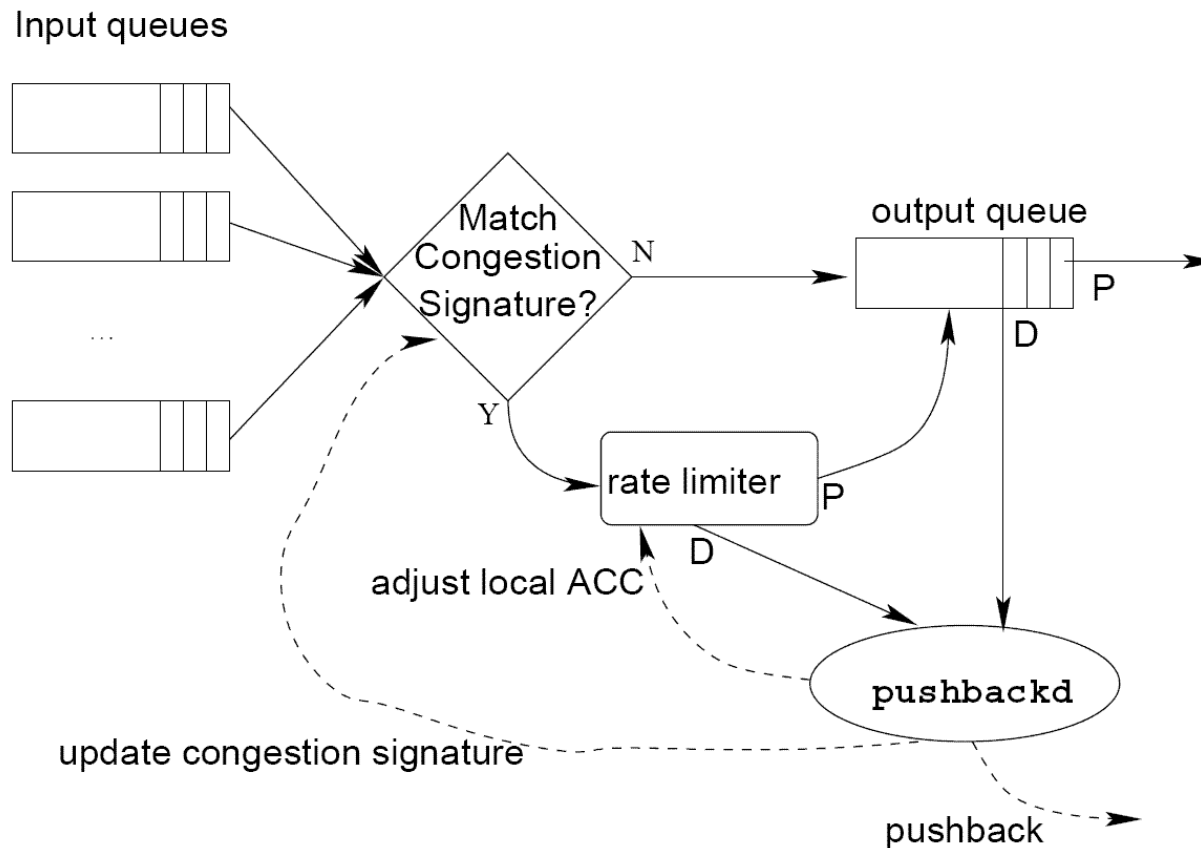 Input queues
...
Match
Congestion
Signature?
N
Y
output queue
P
D
rate limiter
P
D
adjust local ACC
pushbackd
update congestion signature
pushback